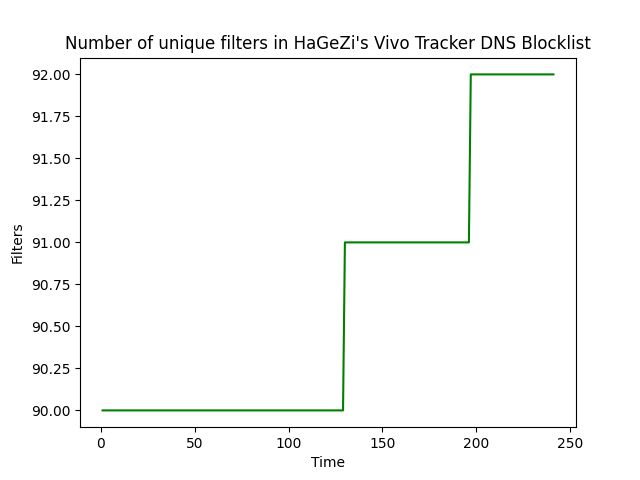 Number of unique filters in HaGeZi's Vivo Tracker DNS Blocklist
92.00
91.75
91.50
91.25
91.00
90.75
90.50
90.25
90.00
Filters
0 50 100 150 200 250
Time